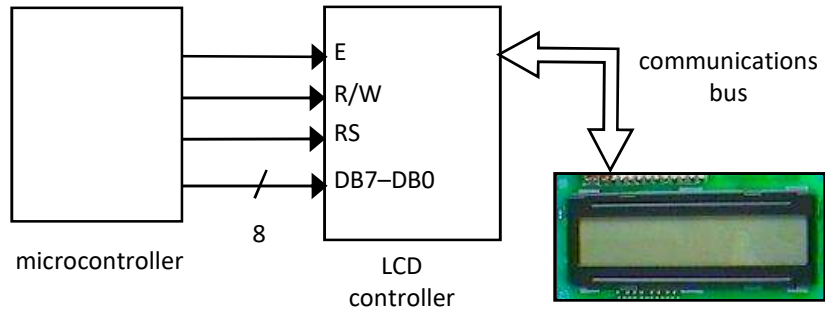 E
R/W
RS
DB7–DB0
8
microcontroller
LCD
controller
communications
bus